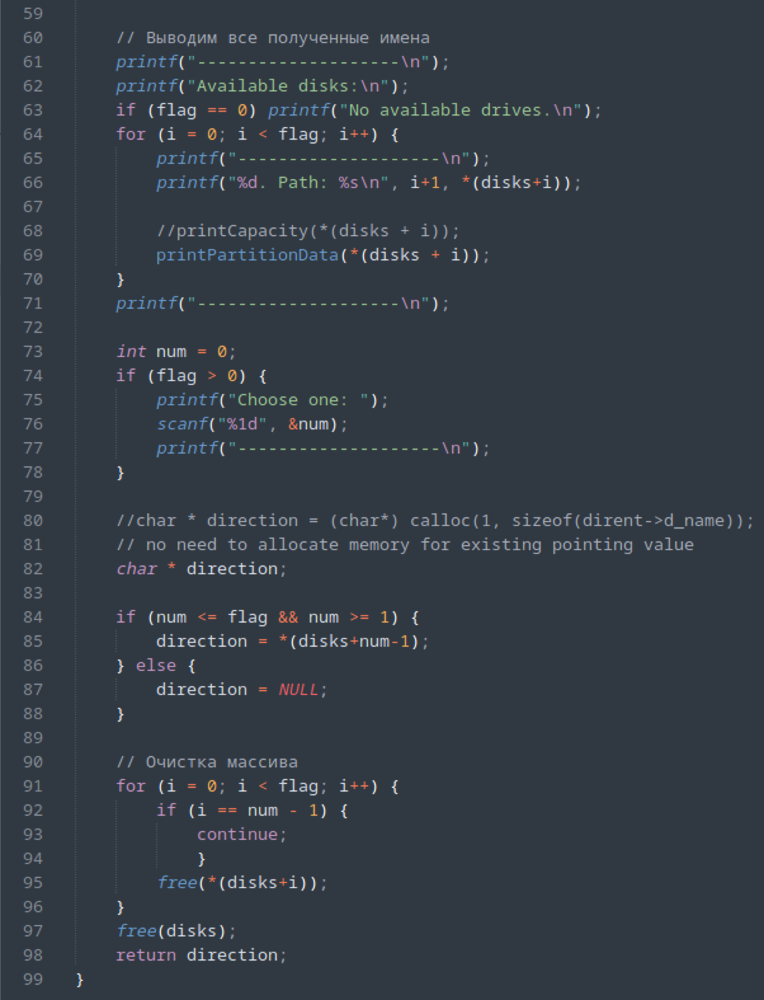 59
60 // Выводим все полученные имена
61 printf("--------------------\n");
62 printf("Available disks:\n");
63 if (flag == 0) printf("No available drives.\n");
64 for (i = 0; i < flag; i++) {
65 printf("--------------------\n");
66 printf("%d. Path: %s\n", i+1, *(disks+i));
67
68 //printCapacity(*(disks + i));
69 printPartitionData(*(disks + i));
70 }
71 printf("--------------------\n");
72
73 int num = 0;
74 if (flag > 0) {
75 printf("Choose one: ");
76 scanf("%1d", &num);
77 printf("--------------------\n");
78 }
79
80 //char * direction = (char*) calloc(1, sizeof(dirent->d_name));
81 // no need to allocate memory for existing pointing value
82 char * direction;
83
84 if (num <= flag && num >= 1) {
85 direction = *(disks+num-1);
86 } else {
87 direction = NULL;
88 }
89
90 // Очистка массива
91 for (i = 0; i < flag; i++) {
92 if (i == num - 1) {
93 continue;
94 }
95 free(*(disks+i));
96 }
97 free(disks);
98 return direction;
99 }